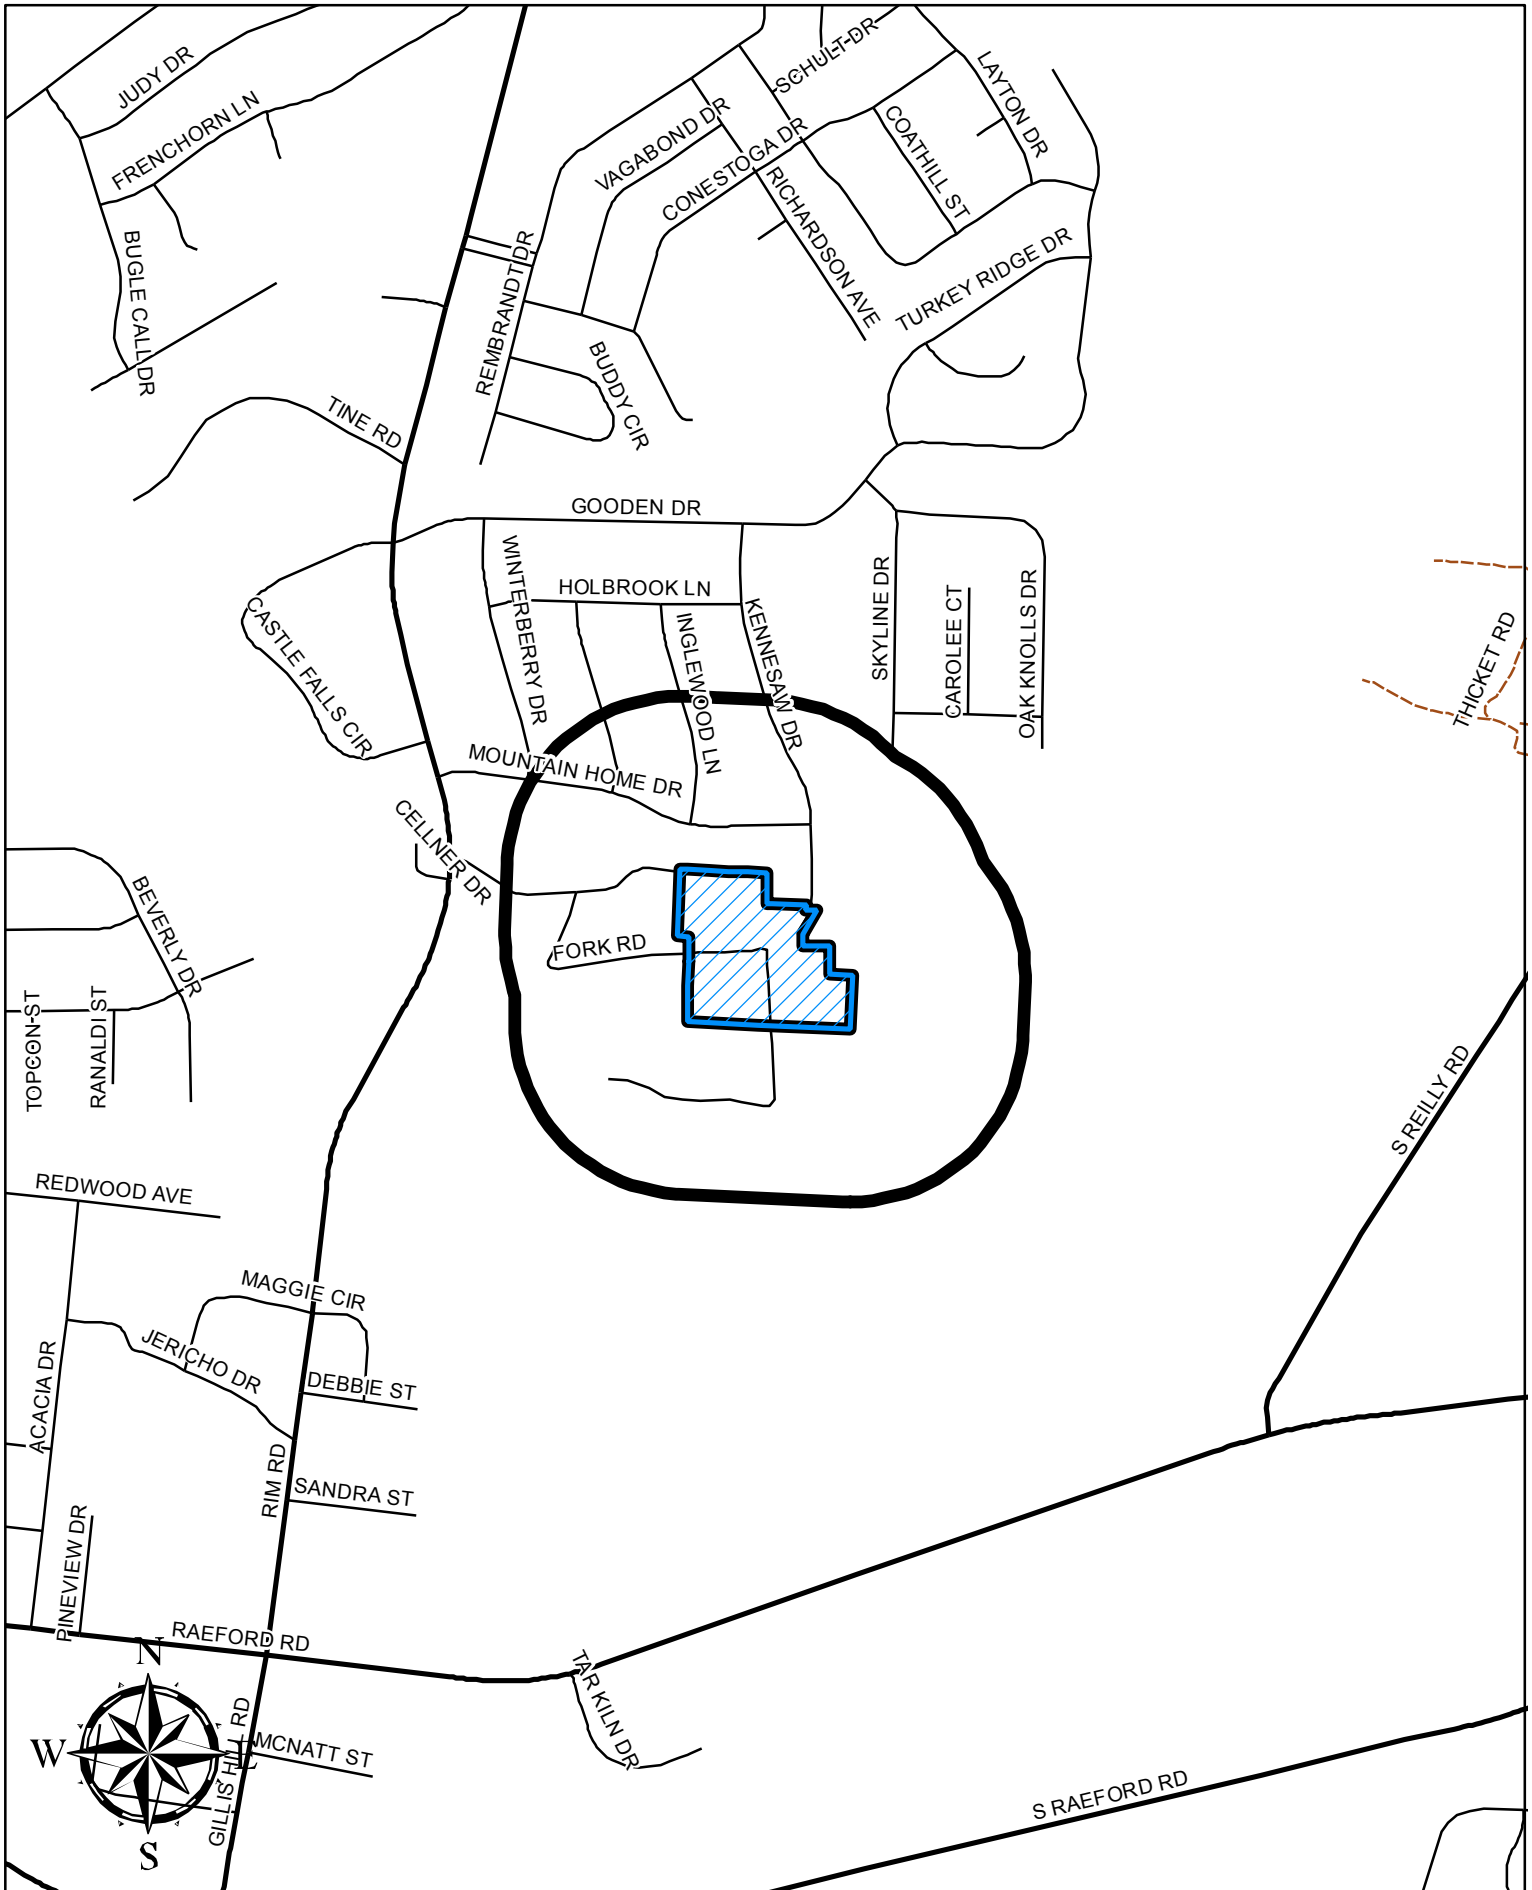 JUDY DR
SCHULT DR
LAYTON DR
FRENCHORN LN
VAGABOND DR
CONESTOGA DR
COATHILL ST
RICHARDSON AVE
BUGLE CALL DR
REMBRANDT DR
TURKEY RIDGE DR
BUDDY CIR
TINE RD
GOODEN DR
WINTERBERRY DR
HOLBROOK LN
KENNESAW DR
SKYLINE DR
CAROLEE CT
OAK KNOLLS DR
CASTLE FALLS CIR
INGLEWOOD LN
THICKET RD
MOUNTAIN HOME DR
CELLNER DR
BEVERLY DR
FORK RD
TOPCON ST
RANALDI ST
S REILLY RD
REDWOOD AVE
MAGGIE CIR
JERICHO DR
ACACIA DR
DEBBIE ST
RIM RD
SANDRA ST
PINEVIEW DR
RAEFORD RD
N
TAR KILN DR
GILLIS HILL RD
W
E
MCNATT ST
S RAEFORD RD
S